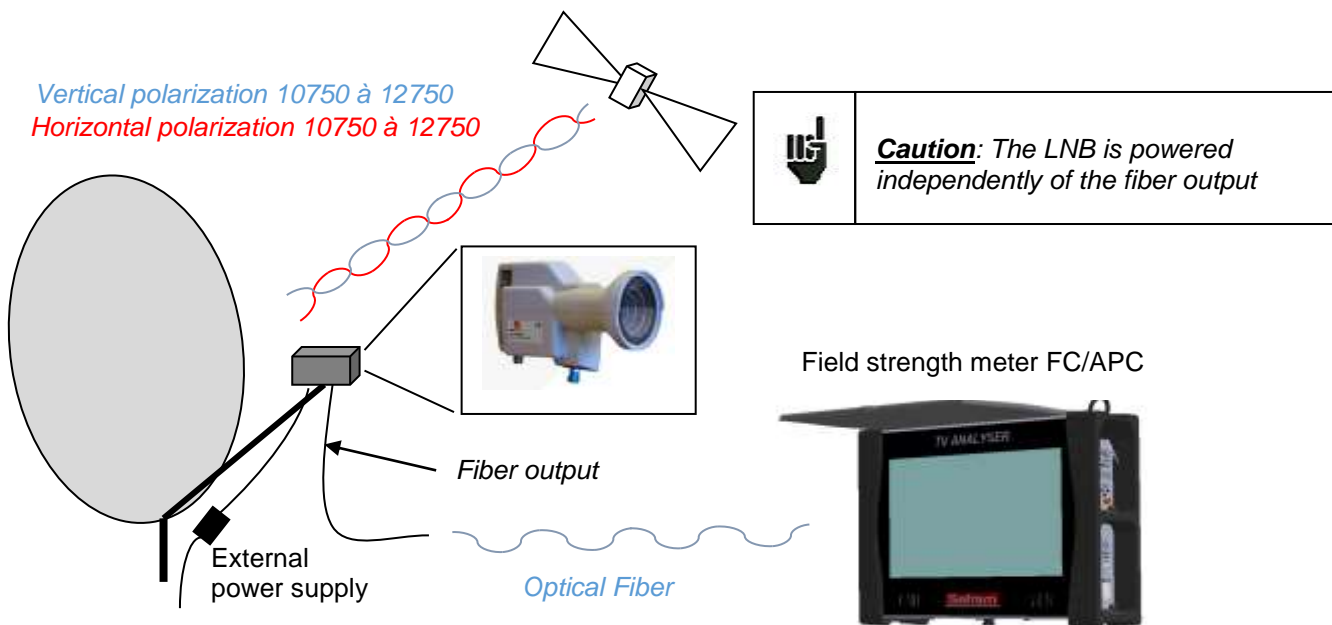 Vertical polarization 10750 à 12750
Horizontal polarization 10750 à 12750
Caution: The LNB is powered
independently of the fiber output
Field strength meter FC/APC
TV ANALYSER
Fiber output
External
power supply
Optical Fiber
Sefram